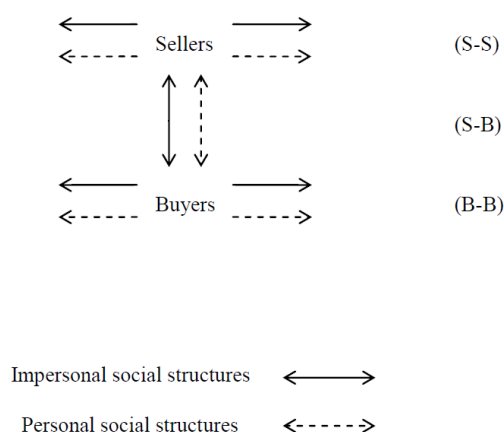 Sellers (S-S)
(S-B)
Buyers (B-B)
Impersonal social structures
Personal social structures